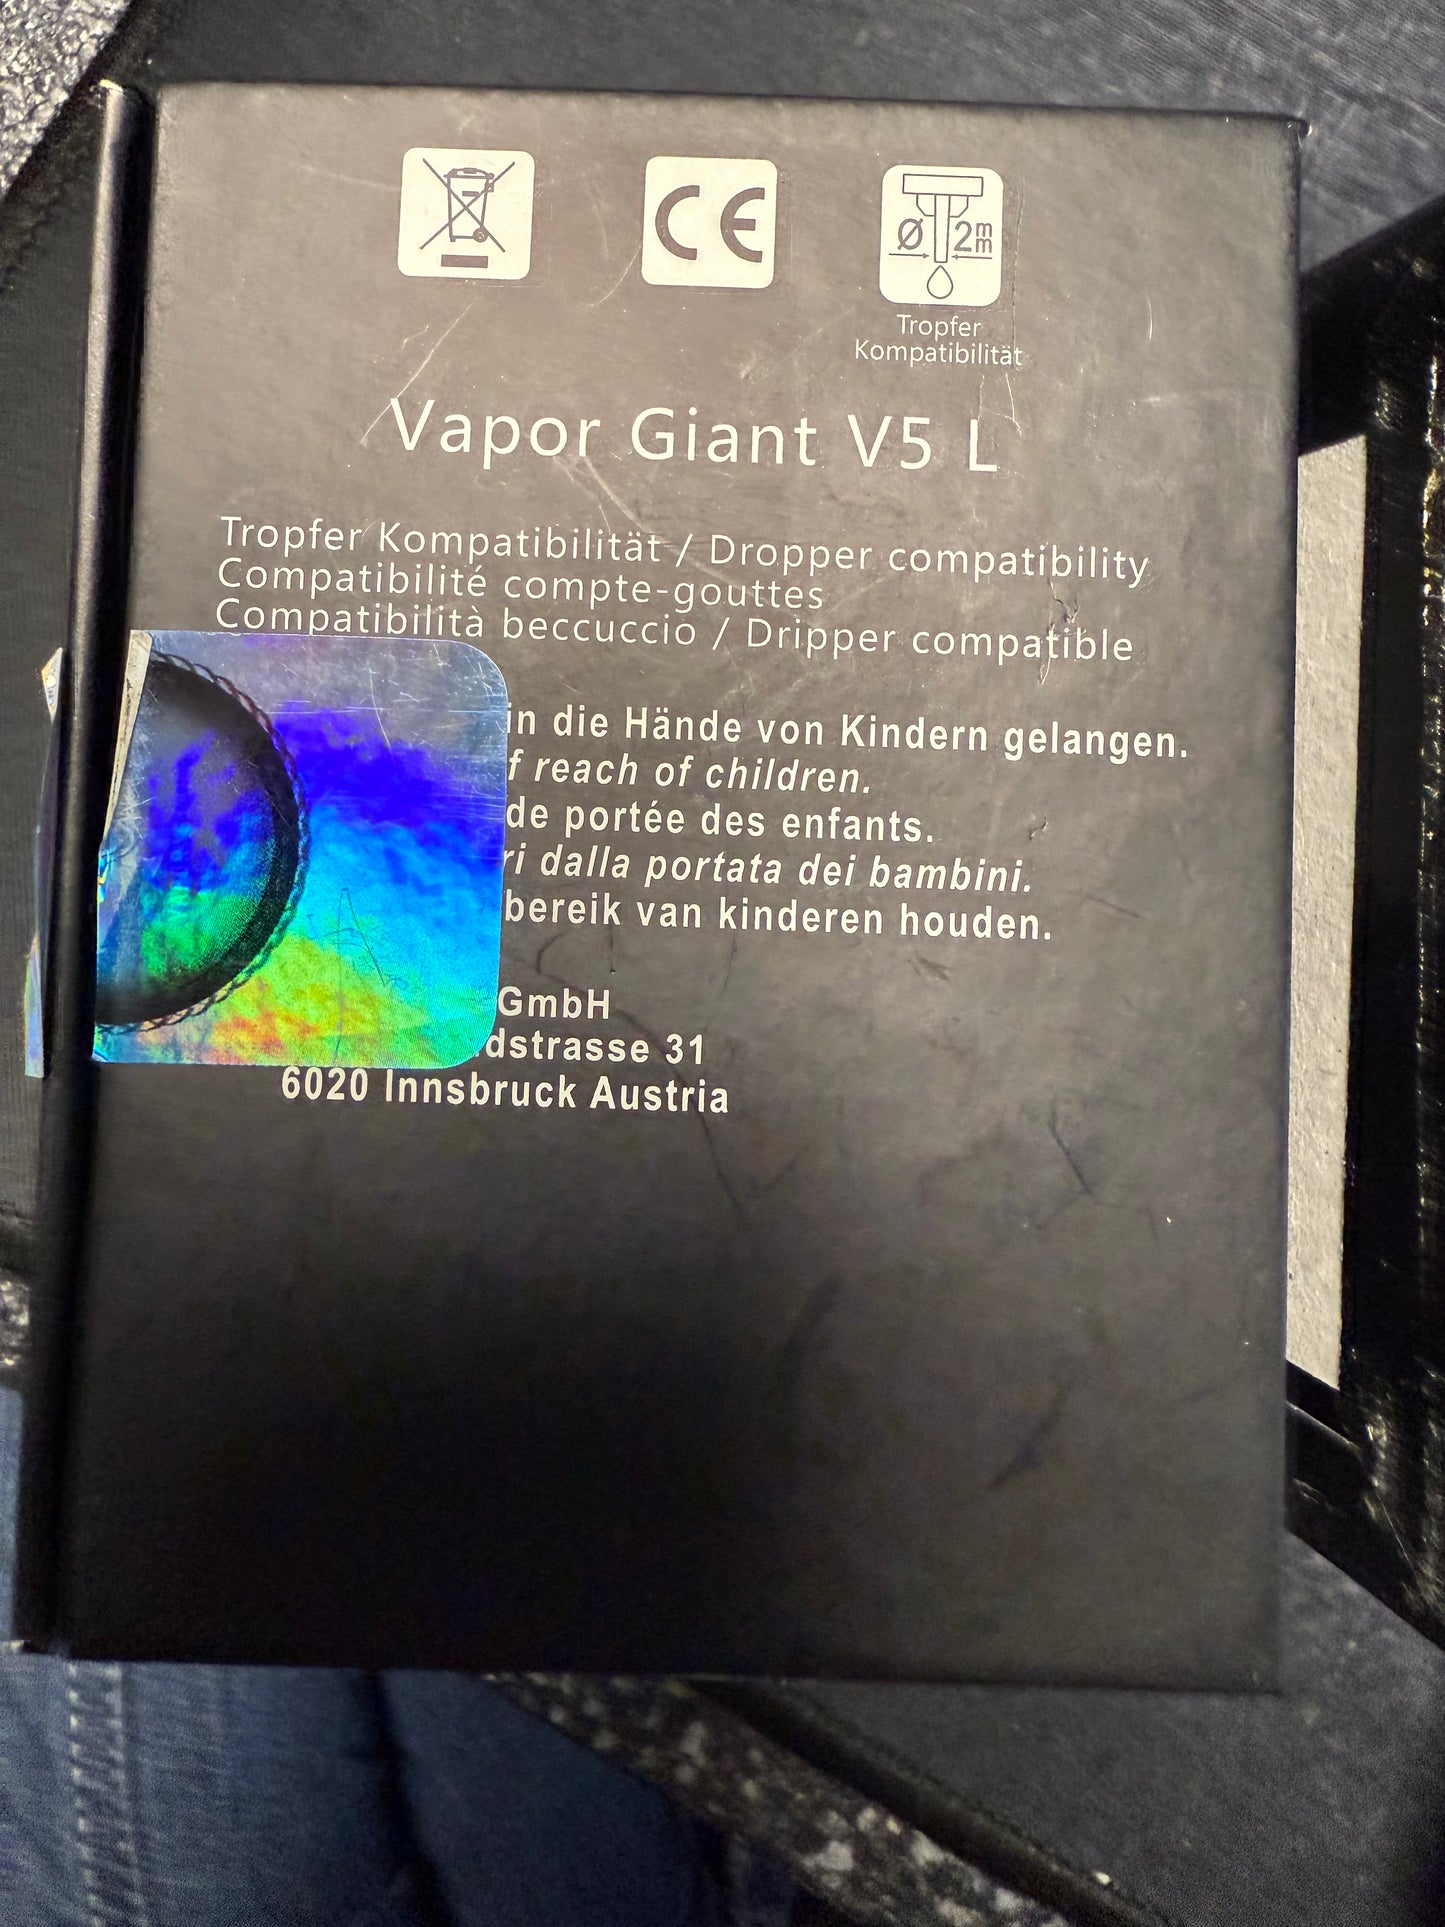 CE
Ø 2mm
Tropfer
Kompatibilität
Vapor Giant V5 L
Tropfer Kompatibilität / Dropper compatibility
Compatibilité compte-gouttes
Compatibilità beccuccio / Dripper compatible
in die Hände von Kindern gelangen.
reach of children.
de portée des enfants.
dalla portata dei bambini.
bereik van kinderen houden.
GmbH
31
6020 Innsbruck Austria